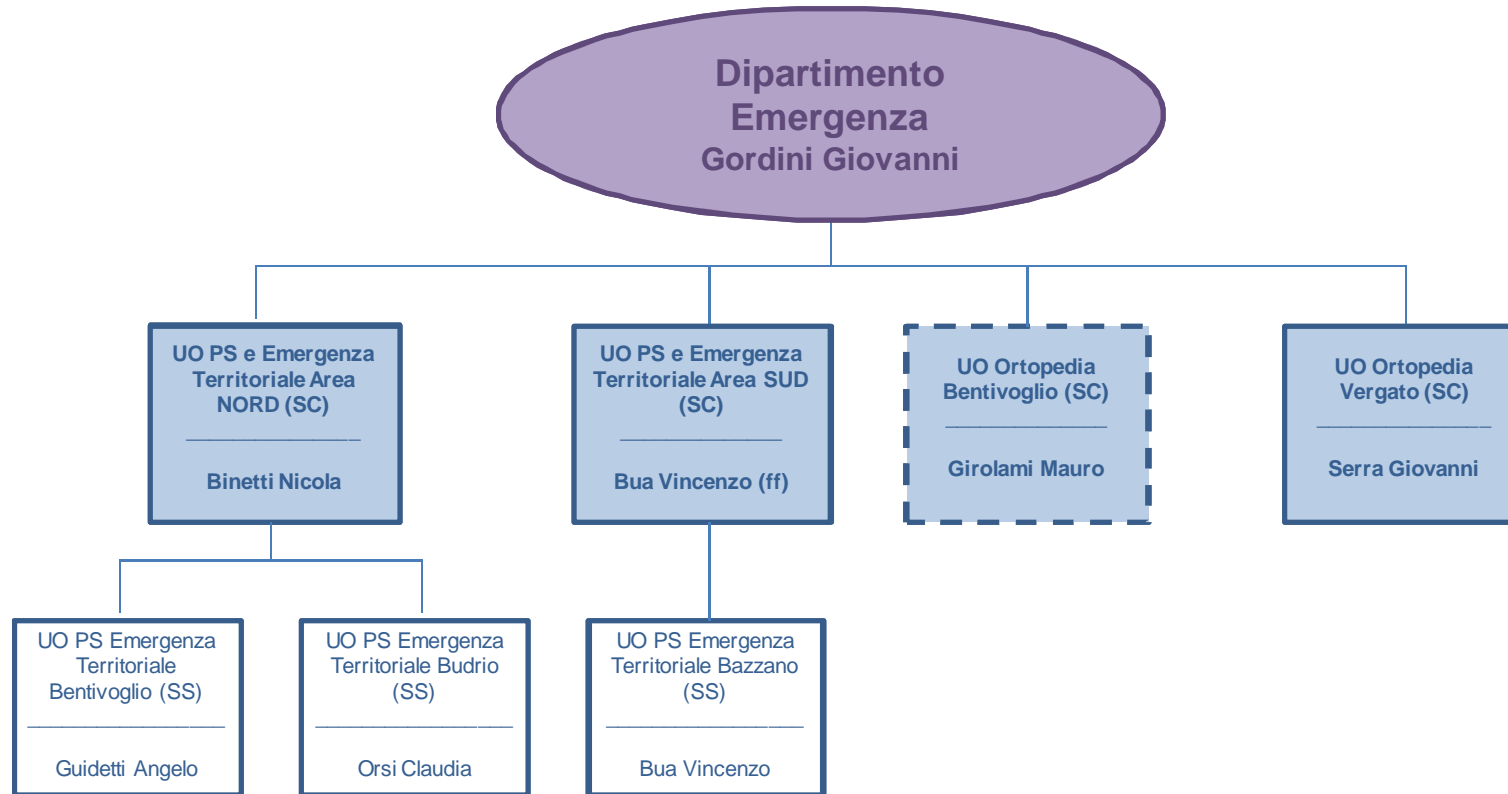 Dipartimento
Emergenza
Gordini Giovanni
UO PS e Emergenza
Territoriale Area
NORD (SC)
Binetti Nicola
UO PS e Emergenza
Territoriale Area SUD
(SC)
Bua Vincenzo (ff)
UO Ortopedia
Bentivoglio (SC)
Girolami Mauro
UO Ortopedia
Vergato (SC)
Serra Giovanni
UO PS Emergenza
Territoriale
Bentivoglio (SS)
Guidetti Angelo
UO PS Emergenza
Territoriale Budrio
(SS)
Orsi Claudia
UO PS Emergenza
Territoriale Bazzano
(SS)
Bua Vincenzo